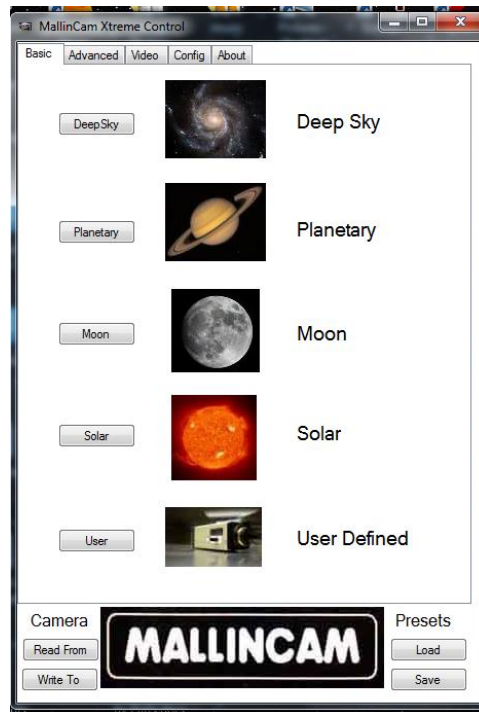 MallinCam Xtreme Control
Basic Advanced Video Config About
DeepSky Deep Sky
Planetary Planetary
Moon Moon
Solar Solar
User User Defined
Camera MALLINCAM Presets
Read From Load
Write To Save